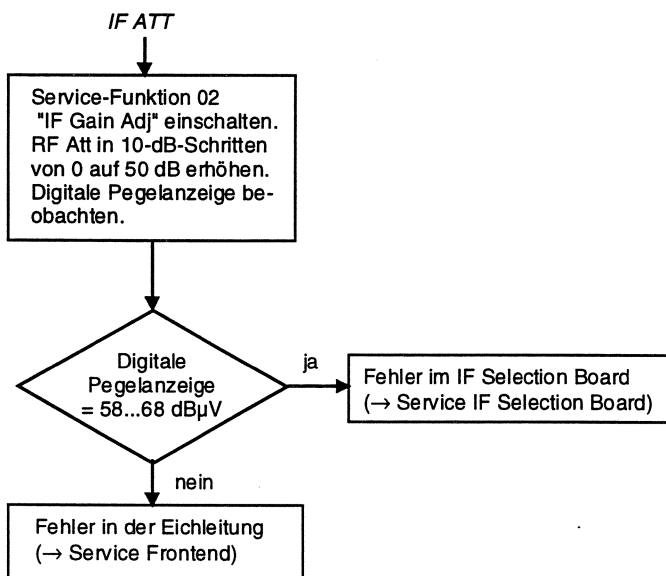 IF ATT
Service-Funktion 02
"IF Gain Adj" einschalten.
RF Att in 10-dB-Schritten
von 0 auf 50 dB erhöhen.
Digitale Pegelanzeige be-
obachten.
Digitale
Pegelanzeige
= 58...68 dBµV
ja
Fehler im IF Selection Board
(→ Service IF Selection Board)
nein
Fehler in der Eichleitung
(→ Service Frontend)